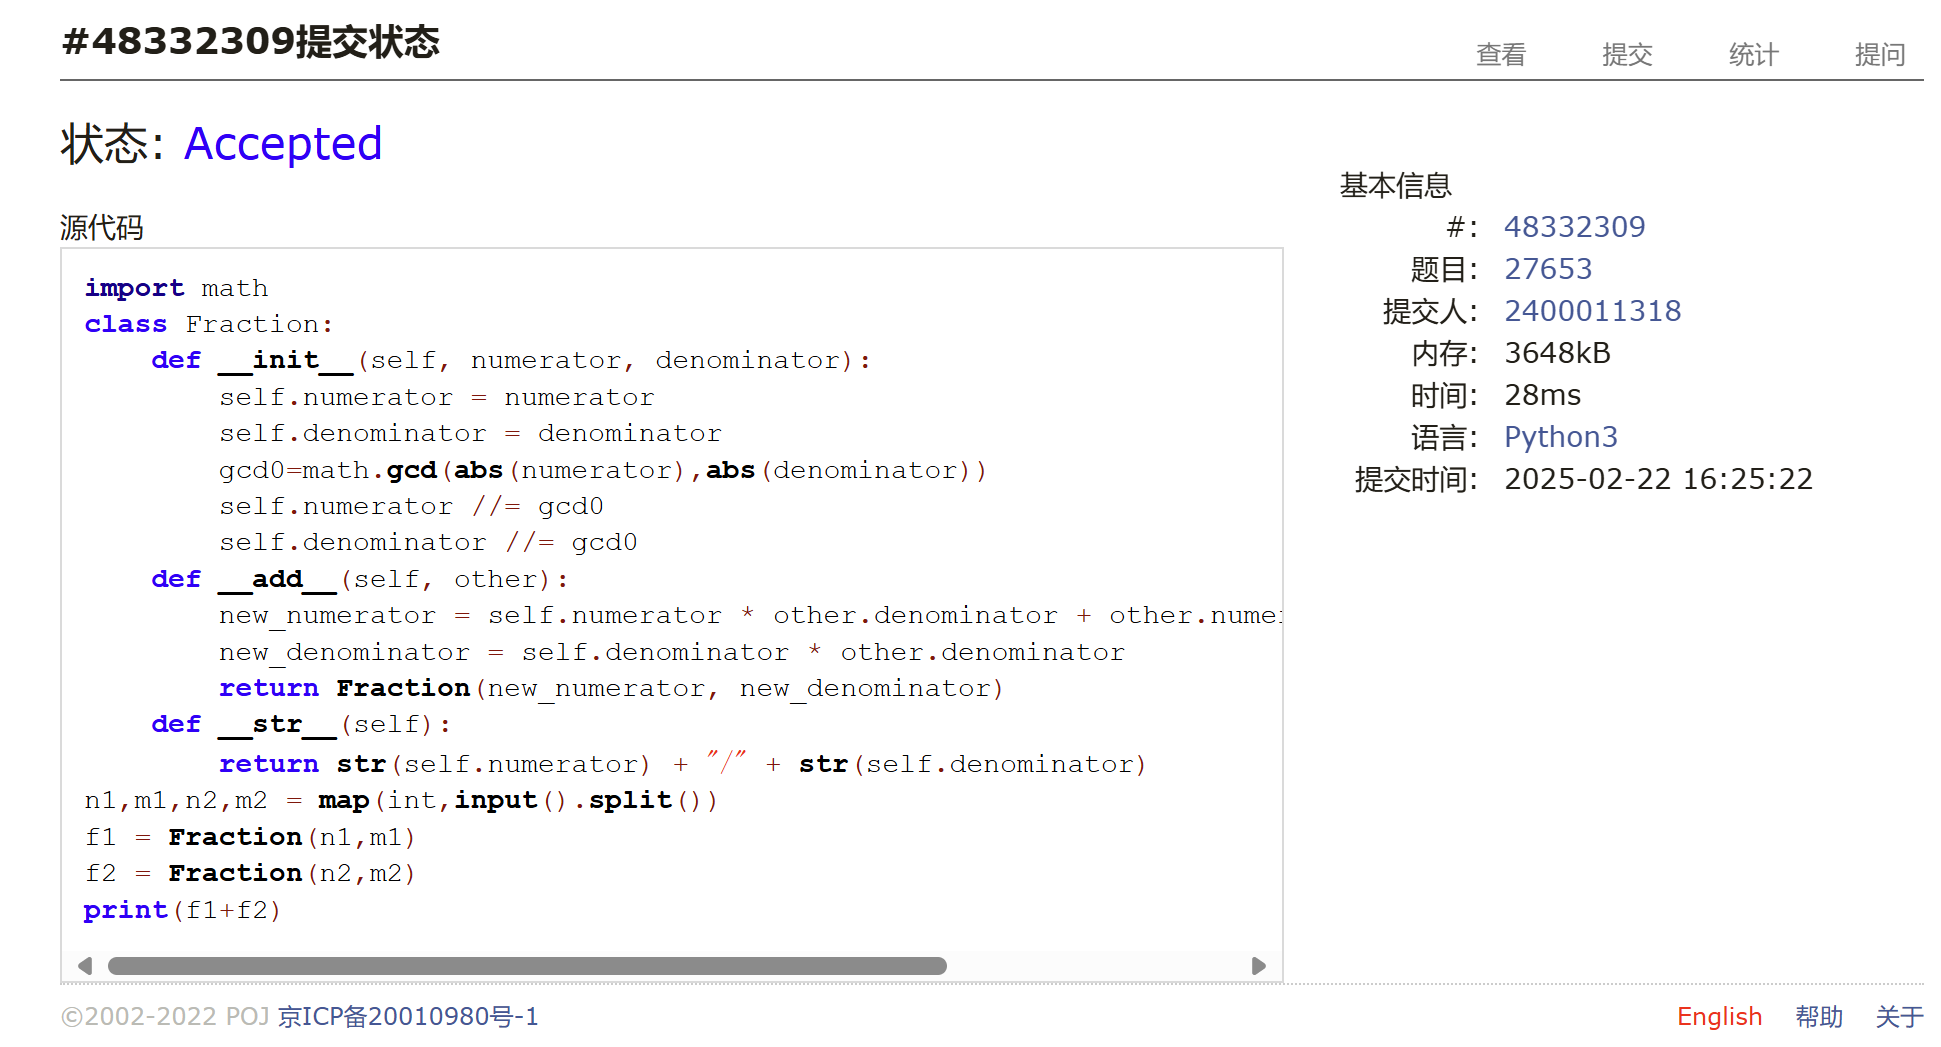 #48332309提交状态
查看 提交 统计 提问
状态: Accepted
源代码
import math
class Fraction:
    def __init__(self, numerator, denominator):
        self.numerator = numerator
        self.denominator = denominator
        gcd0=math.gcd(abs(numerator),abs(denominator))
        self.numerator //= gcd0
        self.denominator //= gcd0
    def __add__(self, other):
        new_numerator = self.numerator * other.denominator + other.numer
        new_denominator = self.denominator * other.denominator
        return Fraction(new_numerator, new_denominator)
    def __str__(self):
        return str(self.numerator) + "/" + str(self.denominator)
n1,m1,n2,m2 = map(int,input().split())
f1 = Fraction(n1,m1)
f2 = Fraction(n2,m2)
print(f1+f2)
基本信息
#: 48332309
题目: 27653
提交人: 2400011318
内存: 3648kB
时间: 28ms
语言: Python3
提交时间: 2025-02-22 16:25:22
©2002-2022 POJ 京ICP备20010980号-1
English 帮助 关于